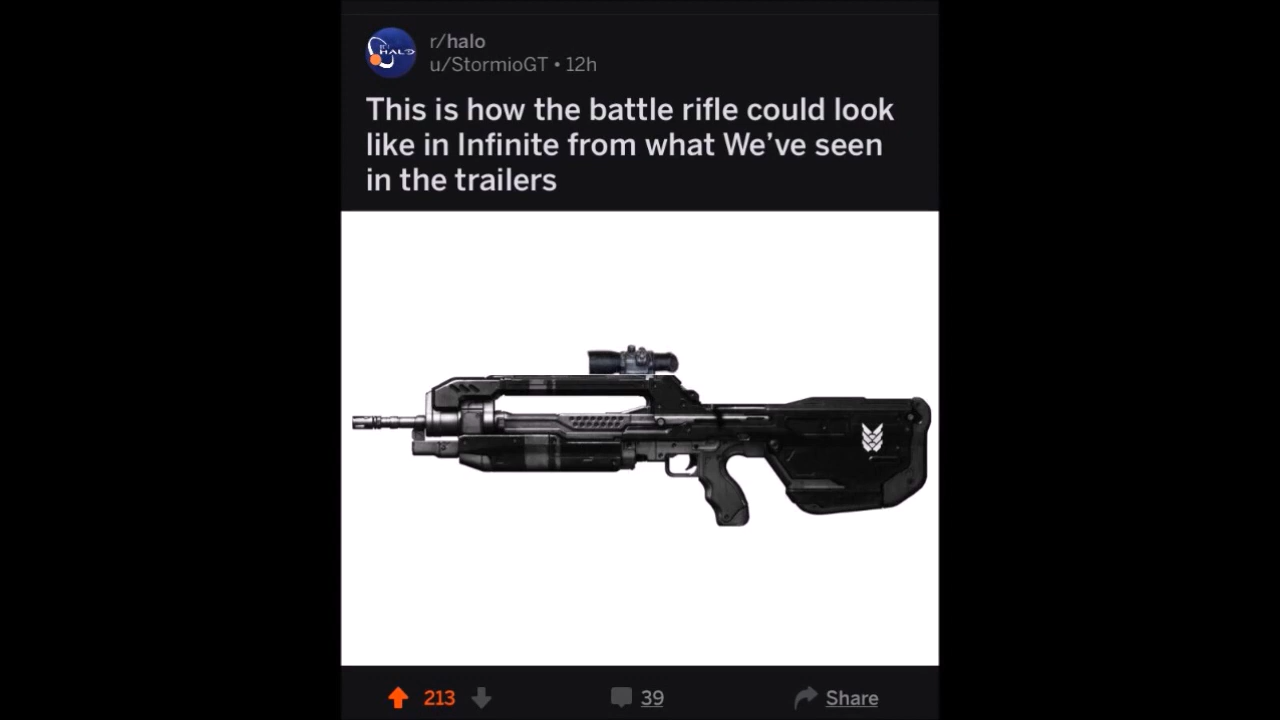 r/halo
u/StormioGT • 12h
HALO
This is how the battle rifle could look
like in Infinite from what We've seen
in the trailers
213
39
Share